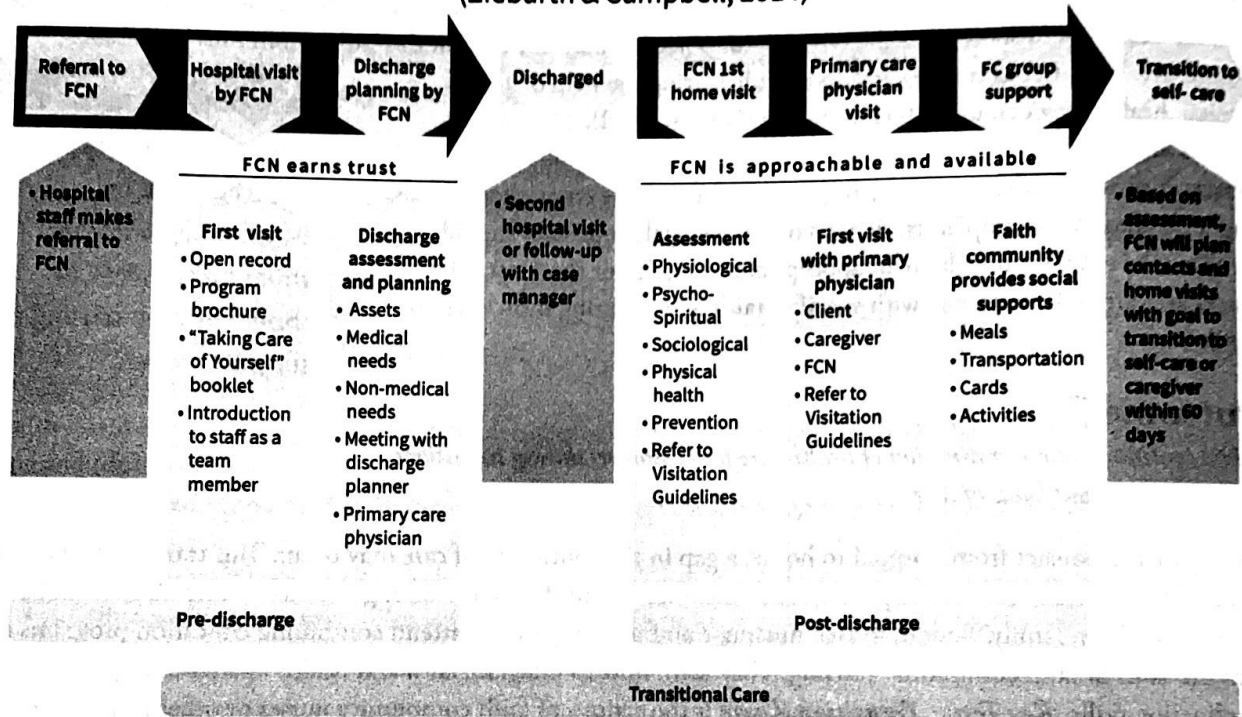 (Ziebarth & Campbell, 2014)
Referral to
FCN
Hospital visit
by FCN
Discharge
planning by
FCN
Discharged
FCN 1st
home visit
Primary care
physician
visit
FC group
support
Transition to
self- care
FCN earns trust
FCN is approachable and available
• Hospital
staff makes
referral to
FCN
First visit
• Open record
• Program
brochure
• "Taking Care
of Yourself"
booklet
• Introduction
to staff as a
team
member
Discharge
assessment
and planning
• Assets
• Medical
needs
• Non-medical
needs
• Meeting with
discharge
planner
• Primary care
physician
• Second
hospital visit
or follow-up
with case
manager
Assessment
• Physiological
• Psycho-
Spiritual
• Sociological
• Physical
health
• Prevention
• Refer to
Visitation
Guidelines
First visit
with primary
physician
• Client
• Caregiver
• FCN
• Refer to
Visitation
Guidelines
Faith
community
provides social
supports
• Meals
• Transportation
• Cards
• Activities
• Based on
assessment,
FCN will plan
contacts and
home visits
with goal to
transition to
self-care or
caregiver
within 60
days
Pre-discharge
Post-discharge
Transitional Care